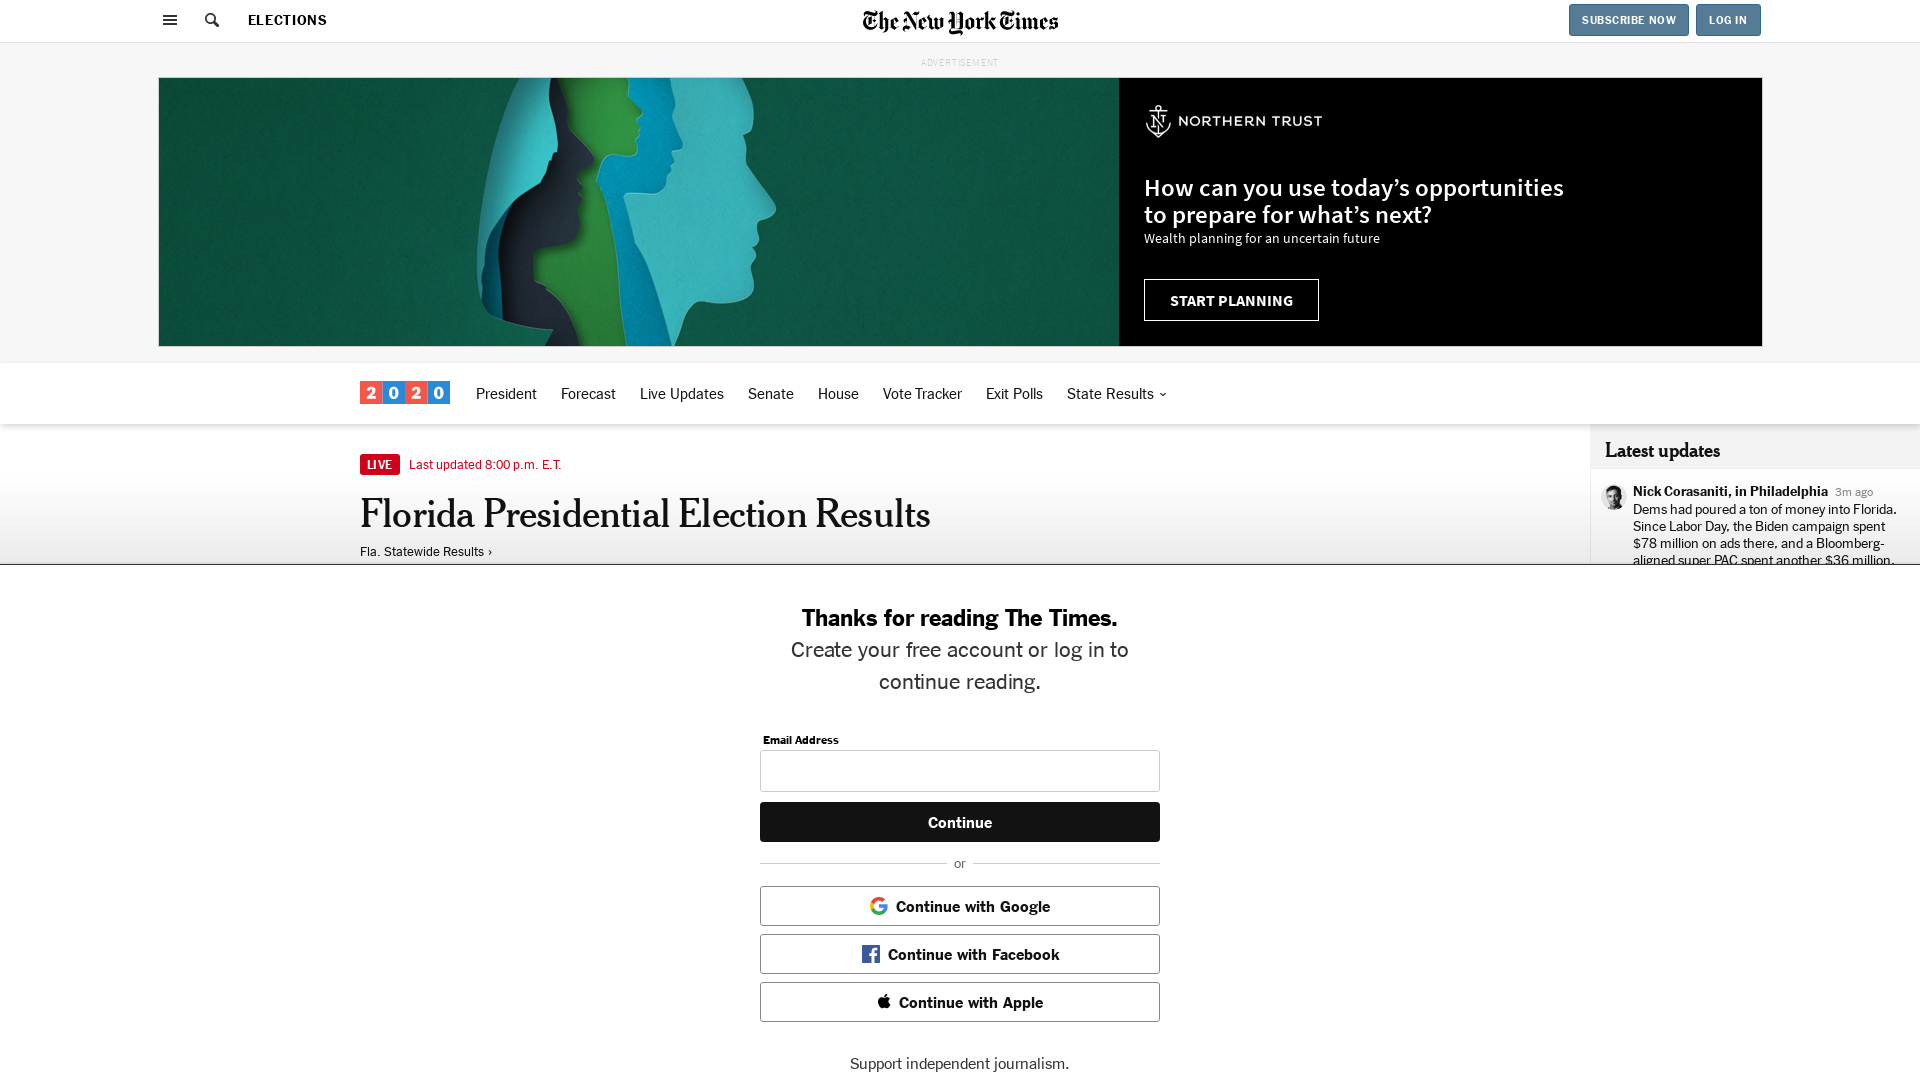 ELECTIONS
The New York Times
SUBSCRIBE NOW
LOG IN
ADVERTISEMENT
NORTHERN TRUST
How can you use today's opportunities
to prepare for what's next?
Wealth planning for an uncertain future
START PLANNING
2020
President
Forecast
Live Updates
Senate
House
Vote Tracker
Exit Polls
State Results
LIVE
Last updated 8:00 p.m. E.T.
Florida Presidential Election Results
Fla. Statewide Results ›
Latest updates
Nick Corasaniti, in Philadelphia 3m ago
Dems had poured a ton of money into Florida.
Since Labor Day, the Biden campaign spent
$78 million on ads there, and a Bloomberg-
aligned super PAC spent another $36 million.
Thanks for reading The Times.
Create your free account or log in to
continue reading.
Email Address
Continue
or
Continue with Google
Continue with Facebook
Continue with Apple
Support independent journalism.